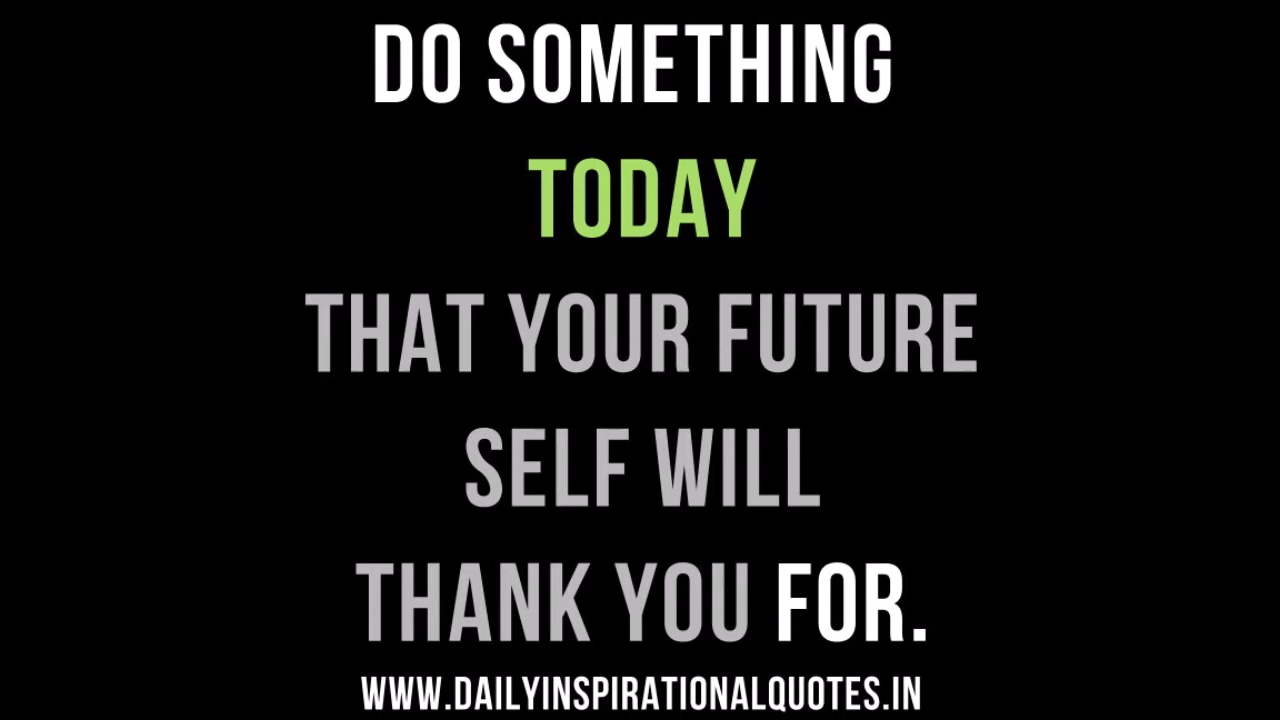 DO SOMETHING
TODAY
THAT YOUR FUTURE
SELF WILL
THANK YOU FOR.
WWW.DAILYINSPIRATIONALQUOTES.IN